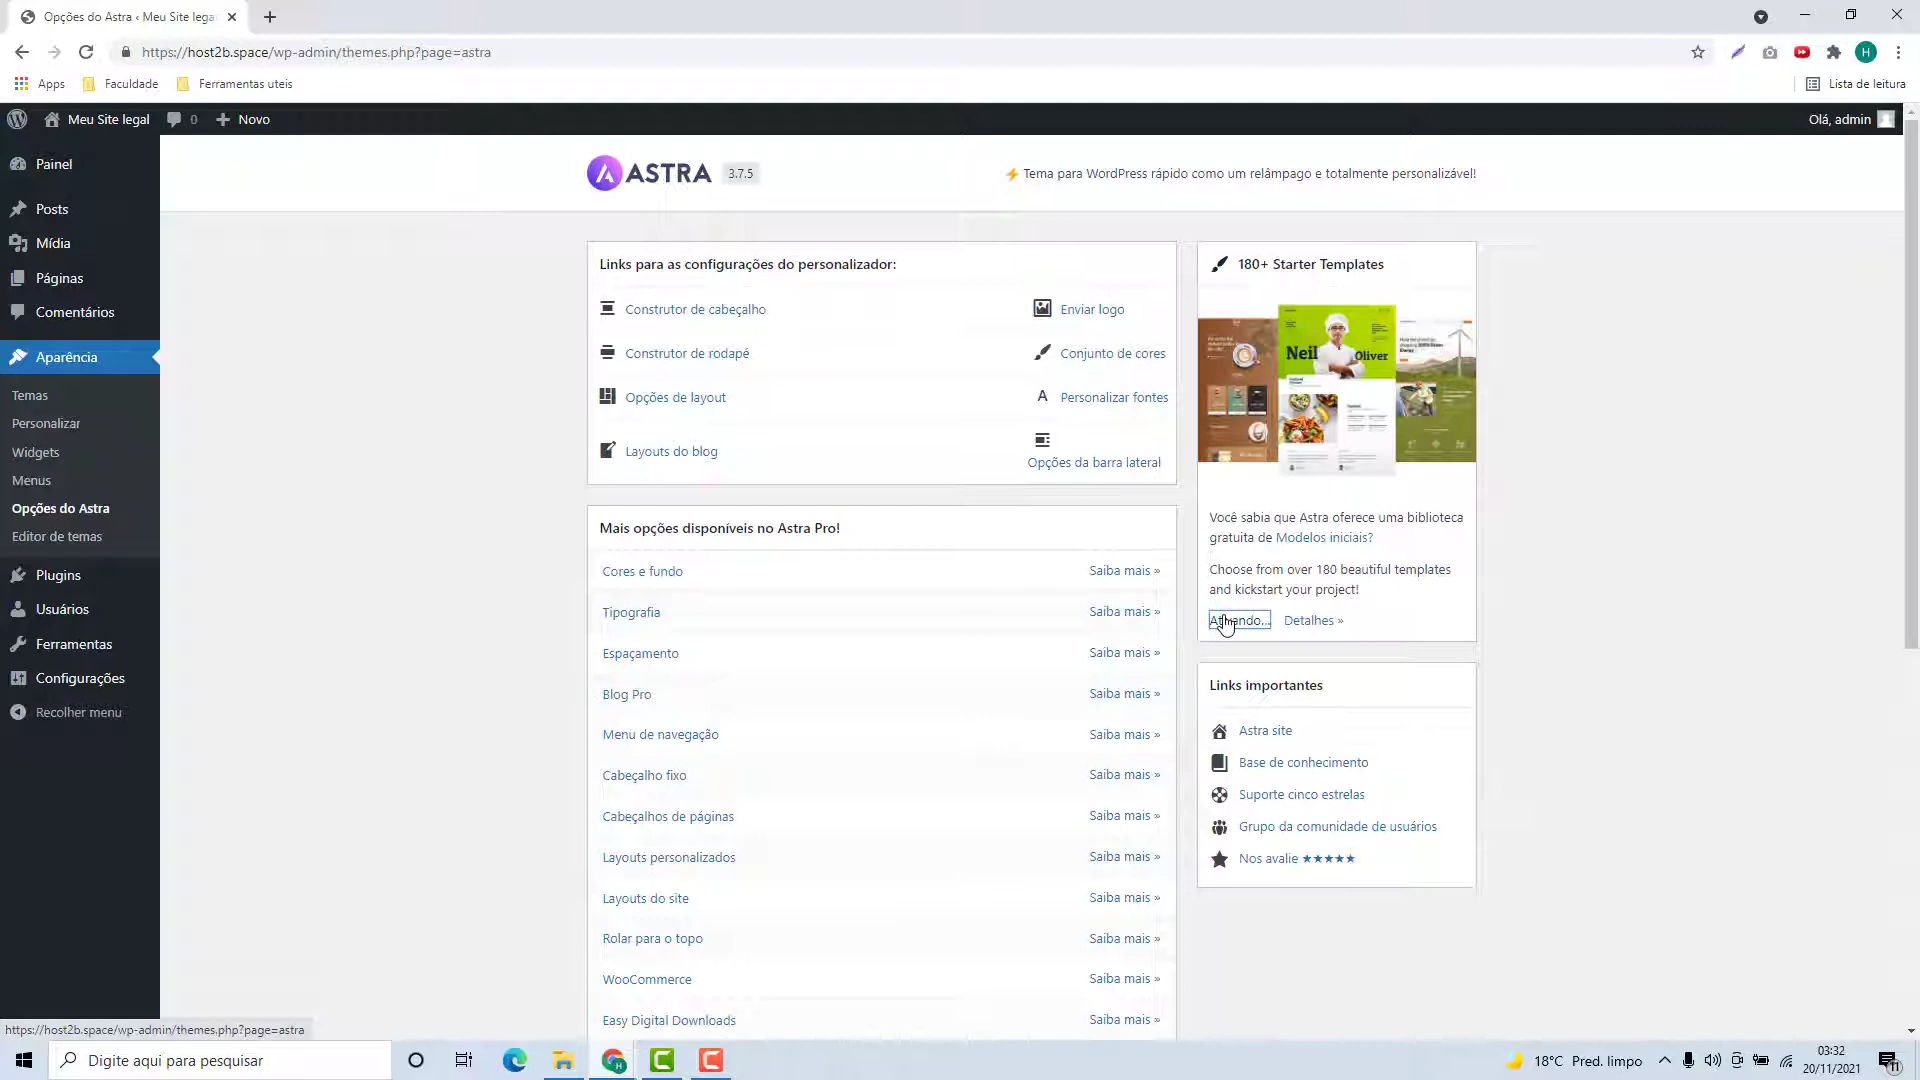 Opções do Astra ‹ Meu Site lega
https://host2b.space/wp-admin/themes.php?page=astra
H
Apps
Faculdade
Ferramentas uteis
Lista de leitura
Meu Site legal
0
Novo
Olá, admin
Painel
Posts
Mídia
Páginas
Comentários
Aparência
Temas
Personalizar
Widgets
Menus
Opções do Astra
Editor de temas
Plugins
Usuários
Ferramentas
Configurações
Recolher menu
ASTRA
3.7.5
Tema para WordPress rápido como um relâmpago e totalmente personalizável!
Links para as configurações do personalizador:
Construtor de cabeçalho
Enviar logo
Construtor de rodapé
Conjunto de cores
Opções de layout
Personalizar fontes
Layouts do blog
Opções da barra lateral
Mais opções disponíveis no Astra Pro!
Cores e fundo
Saiba mais »
Tipografia
Saiba mais »
Espaçamento
Saiba mais »
Blog Pro
Saiba mais »
Menu de navegação
Saiba mais »
Cabeçalho fixo
Saiba mais »
Cabeçalhos de páginas
Saiba mais »
Layouts personalizados
Saiba mais »
Layouts do site
Saiba mais »
Rolar para o topo
Saiba mais »
WooCommerce
Saiba mais »
Easy Digital Downloads
Saiba mais »
180+ Starter Templates
Neil
Oliver
Você sabia que Astra oferece uma biblioteca
gratuita de Modelos iniciais?
Choose from over 180 beautiful templates
and kickstart your project!
Detalhes »
Links importantes
Astra site
Base de conhecimento
Suporte cinco estrelas
Grupo da comunidade de usuários
Nos avalie ★★★★★
https://host2b.space/wp-admin/themes.php?page=astra
Digite aqui para pesquisar
18°C Pred. limpo
03:32
20/11/2021
11